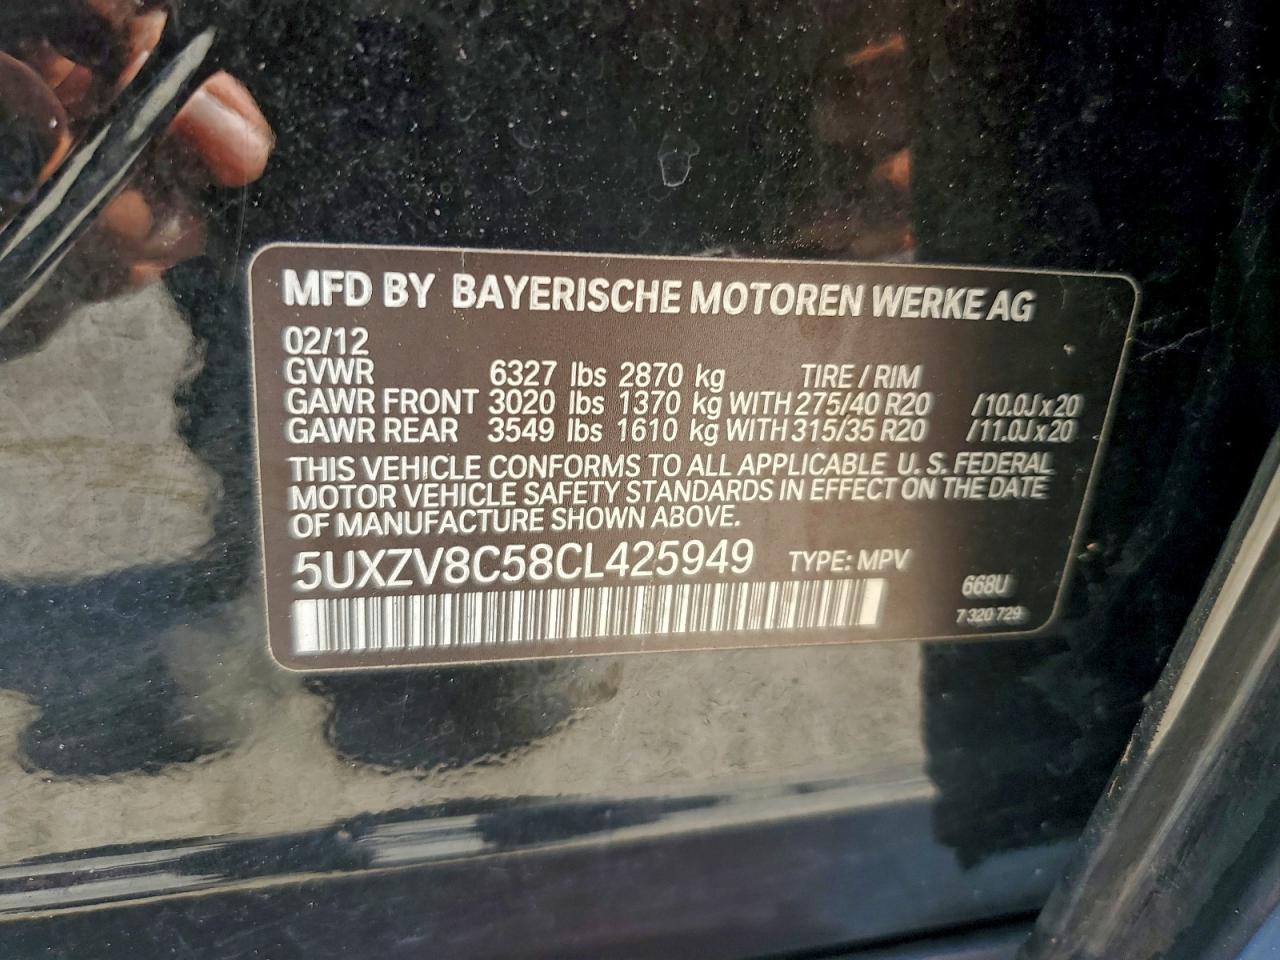 MFD BY BAYERISCHE MOTOREN WERKE AG
02/12
GVWR 6327 lbs 2870 kg TIRE / RIM
GAWR FRONT 3020 lbs 1370 kg WITH 275/40 R20 /10.0J x 20
GAWR REAR 3549 lbs 1610 kg WITH 315/35 R20 /11.0J x 20
THIS VEHICLE CONFORMS TO ALL APPLICABLE U. S. FEDERAL
MOTOR VEHICLE SAFETY STANDARDS IN EFFECT ON THE DATE
OF MANUFACTURE SHOWN ABOVE.
5UXZV8C58CL425949 TYPE: MPV
668U
7 320 729